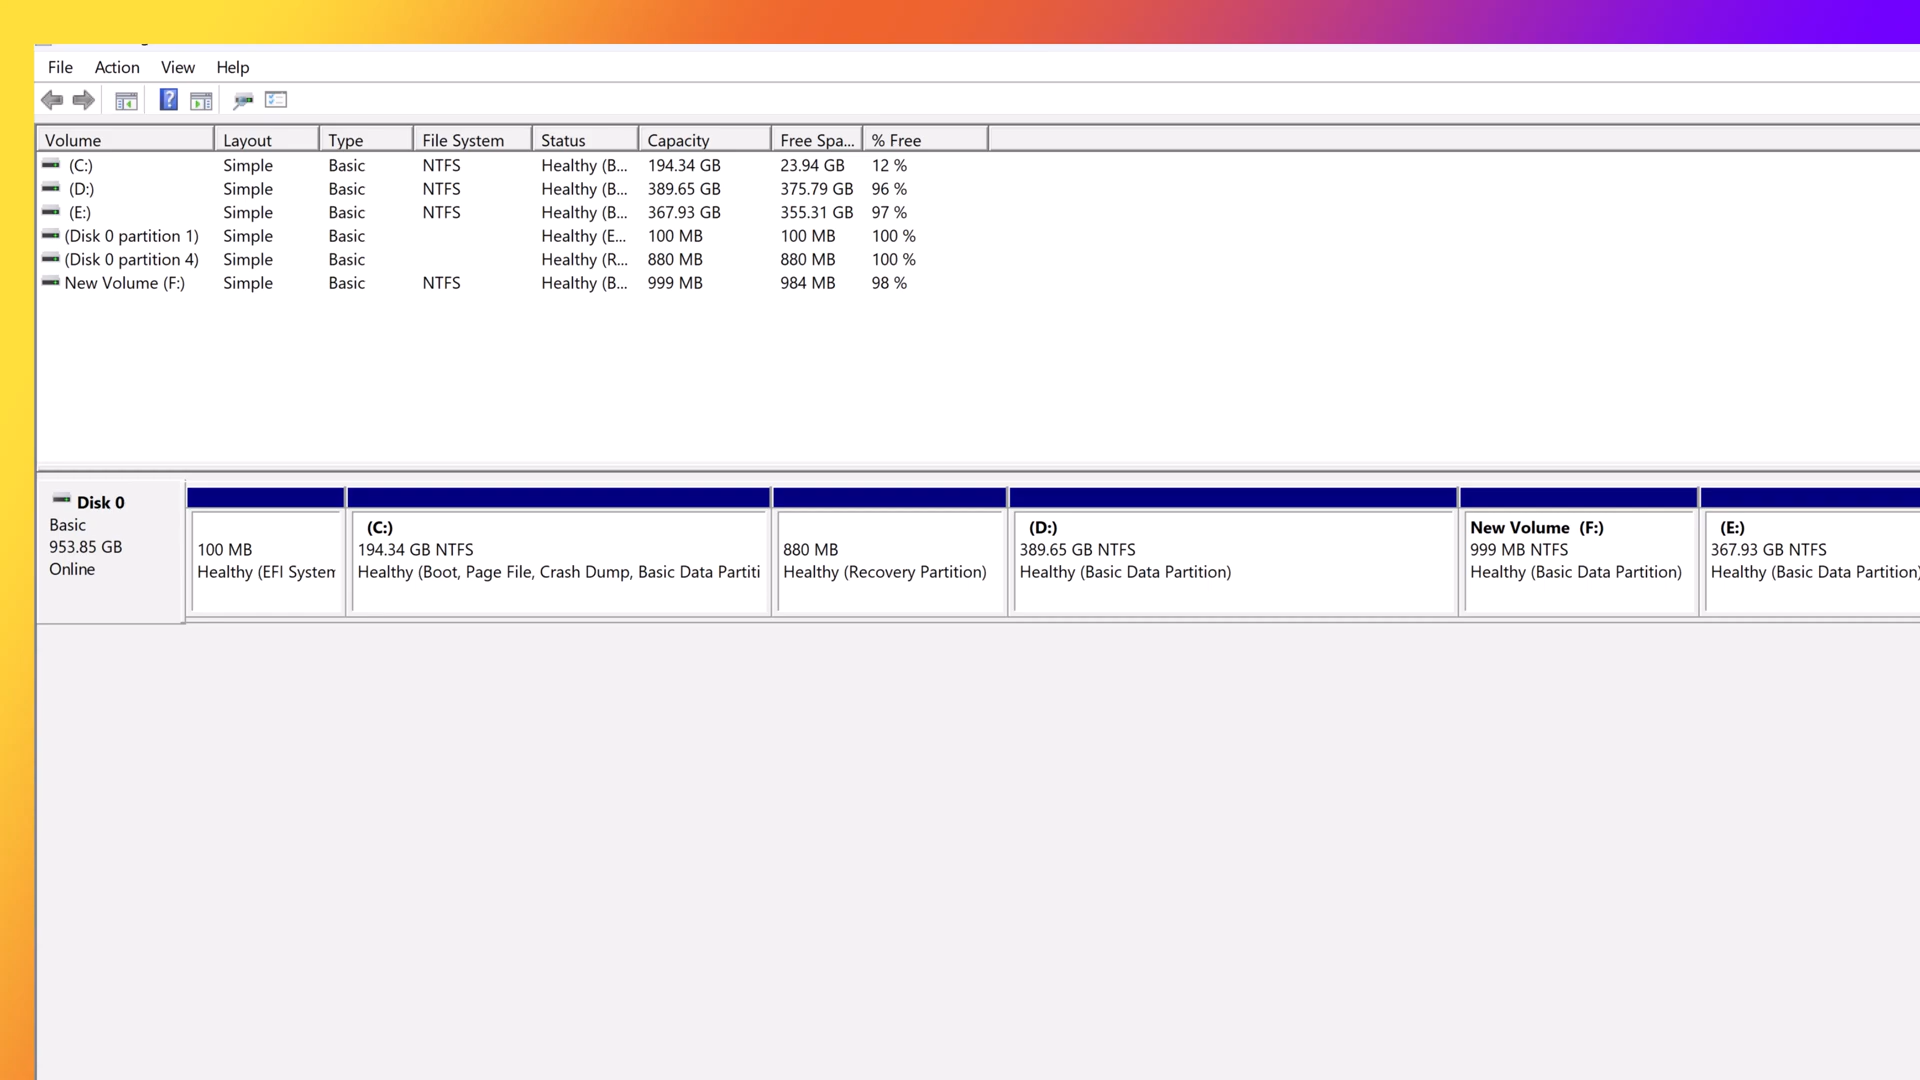 File Action View Help
Volume Layout Type File System Status Capacity Free Spa... % Free
(C:) Simple Basic NTFS Healthy (B... 194.34 GB 23.94 GB 12 %
(D:) Simple Basic NTFS Healthy (B... 389.65 GB 375.79 GB 96 %
(E:) Simple Basic NTFS Healthy (B... 367.93 GB 355.31 GB 97 %
(Disk 0 partition 1) Simple Basic Healthy (E... 100 MB 100 MB 100 %
(Disk 0 partition 4) Simple Basic Healthy (R... 880 MB 880 MB 100 %
New Volume (F:) Simple Basic NTFS Healthy (B... 999 MB 984 MB 98 %
Disk 0
Basic
953.85 GB
Online
100 MB
Healthy (EFI System
(C:)
194.34 GB NTFS
Healthy (Boot, Page File, Crash Dump, Basic Data Partiti
880 MB
Healthy (Recovery Partition)
(D:)
389.65 GB NTFS
Healthy (Basic Data Partition)
New Volume (F:)
999 MB NTFS
Healthy (Basic Data Partition)
(E:)
367.93 GB NTFS
Healthy (Basic Data Partition)